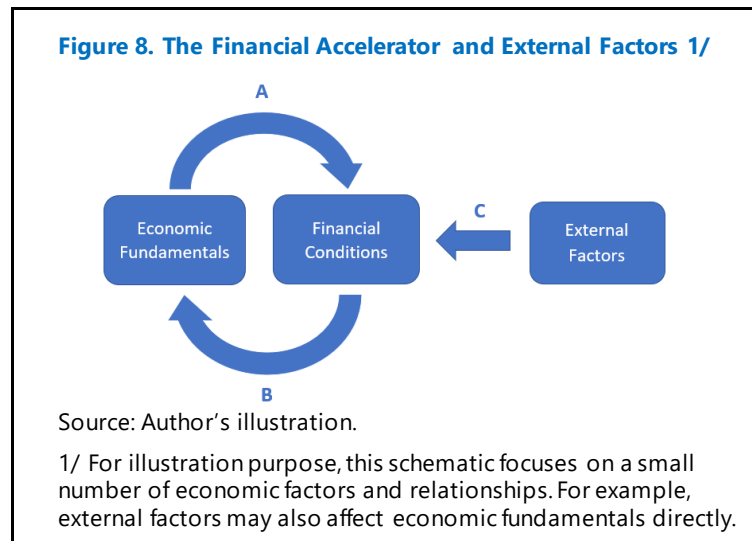 Figure 8. The Financial Accelerator and External Factors 1/
A
Economic
Fundamentals
Financial
Conditions
C
External
Factors
B
Source: Author’s illustration.
1/ For illustration purpose, this schematic focuses on a small
number of economic factors and relationships. For example,
external factors may also affect economic fundamentals directly.